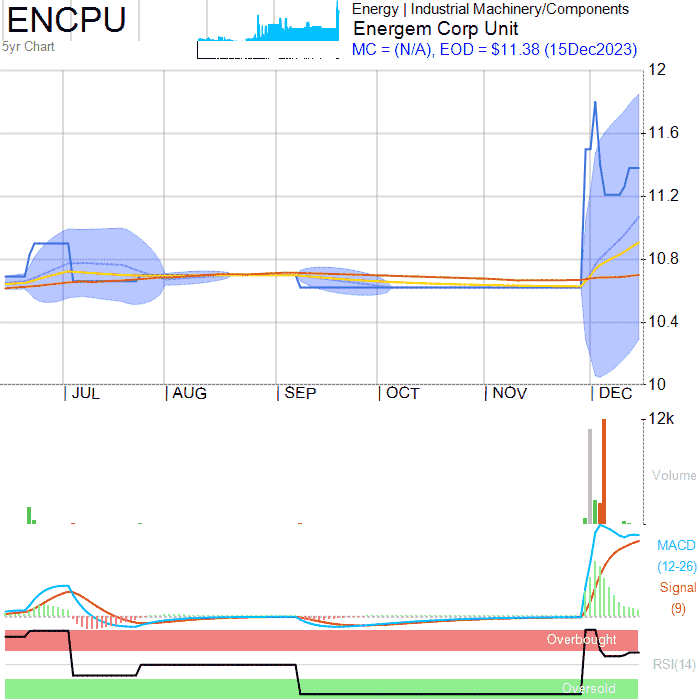 ENCPU
5yr Chart
Energy | Industrial Machinery/Components
Energem Corp Unit
MC = (N/A), EOD = $11.38 (15Dec2023)
12
11.6
11.2
10.8
10.4
10
| JUL | AUG | SEP | OCT | NOV | DEC
12k
Volume
MACD
(12-26)
Signal
(9)
Overbought
RSI(14)
Oversold